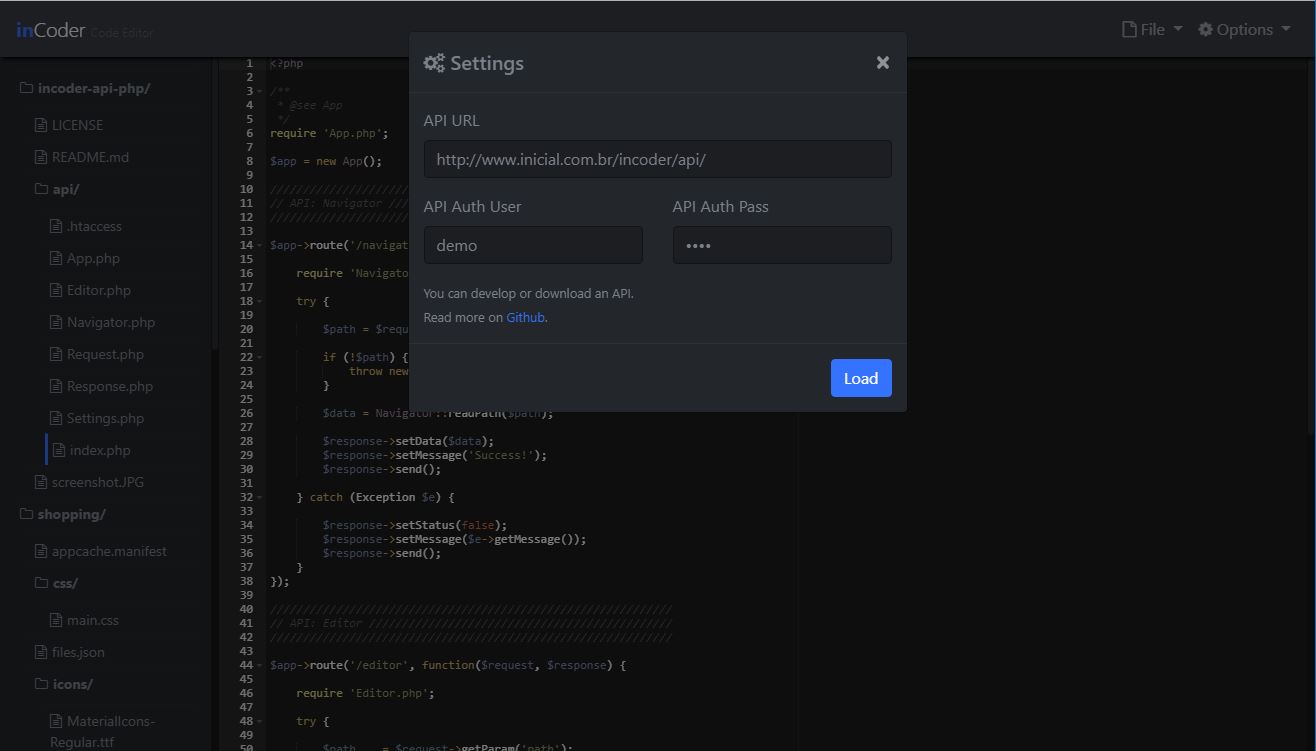 inCoder Code Editor
File
Options
incoder-api-php/
LICENSE
README.md
api/
.htaccess
App.php
Editor.php
Navigator.php
Request.php
Response.php
Settings.php
index.php
screenshot.JPG
shopping/
appcache.manifest
css/
main.css
files.json
icons/
MaterialIcons-
Regular.ttf
Settings
×
API URL
http://www.inicial.com.br/incoder/api/
API Auth User
API Auth Pass
demo
••••
You can develop or download an API.
Read more on Github.
Load
1 <?php
2
3 /**
4 * @see App
5 */
6 require 'App.php';
7
8 $app = new App();
9
10 /////////////////////
11 // API: Navigator ///
12 /////////////////////
13
14 $app->route('/navigat
15
16 require 'Navigato
17
18 try {
19
20 $path = $requ
21
22 if (!$path) {
23 throw new
24 }
25
26 $data = Navigator::readPath($path);
27
28 $response->setData($data);
29 $response->setMessage('Success!');
30 $response->send();
31
32 } catch (Exception $e) {
33
34 $response->setStatus(false);
35 $response->setMessage($e->getMessage());
36 $response->send();
37 }
38 });
39
40 /////////////////////////////////////////////////////////////
41 // API: Editor //////////////////////////////////////////////
42 /////////////////////////////////////////////////////////////
43
44 $app->route('/editor', function($request, $response) {
45
46 require 'Editor.php';
47
48 try {
49
50 $path = $request->getParam('path');